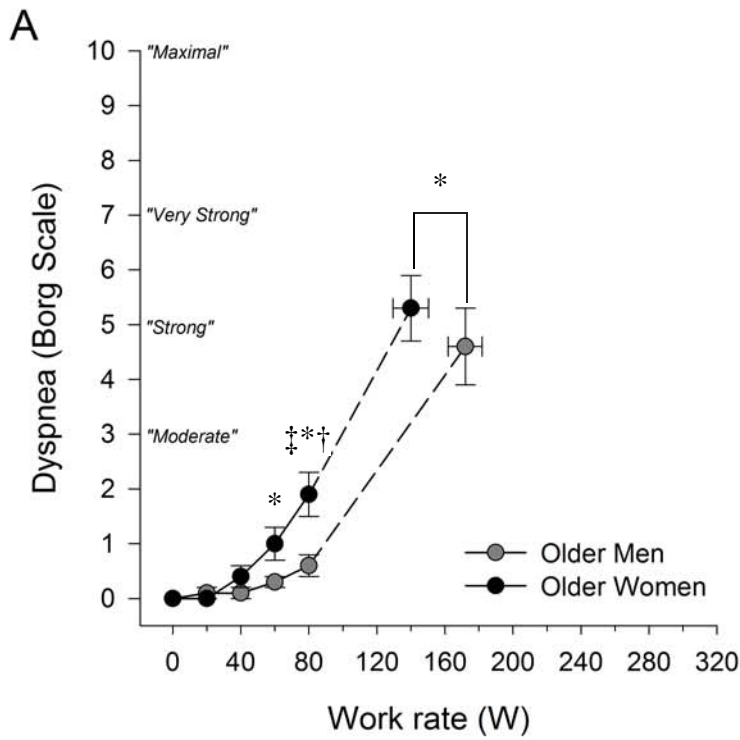 A
10
"Maximal"
9
8
*
7
"Very Strong"
6
5
"Strong"
4
3
"Moderate"
‡*†
2
*
1
0
Older Men
Older Women
0 40 80 120 160 200 240 280 320
Work rate (W)
Dyspnea (Borg Scale)